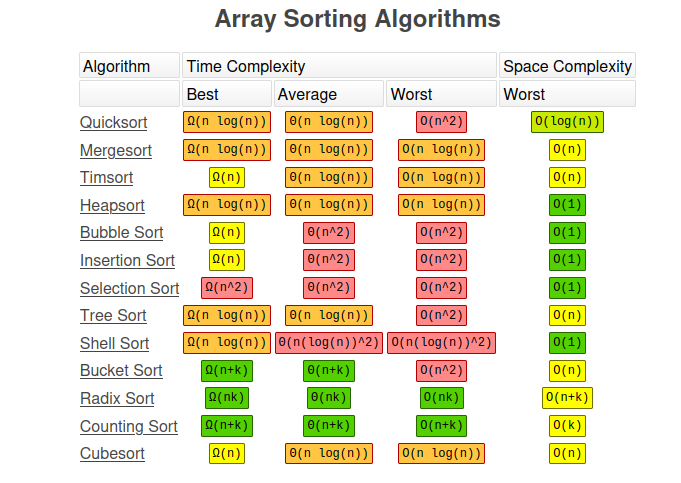 Array Sorting Algorithms
Algorithm Time Complexity Space Complexity
Best Average Worst Worst
Quicksort Ω(n log(n)) Θ(n log(n)) O(n^2) O(log(n))
Mergesort Ω(n log(n)) Θ(n log(n)) O(n log(n)) O(n)
Timsort Ω(n) Θ(n log(n)) O(n log(n)) O(n)
Heapsort Ω(n log(n)) Θ(n log(n)) O(n log(n)) O(1)
Bubble Sort Ω(n) Θ(n^2) O(n^2) O(1)
Insertion Sort Ω(n) Θ(n^2) O(n^2) O(1)
Selection Sort Ω(n^2) Θ(n^2) O(n^2) O(1)
Tree Sort Ω(n log(n)) Θ(n log(n)) O(n^2) O(n)
Shell Sort Ω(n log(n)) Θ(n(log(n))^2) O(n(log(n))^2) O(1)
Bucket Sort Ω(n+k) Θ(n+k) O(n^2) O(n)
Radix Sort Ω(nk) Θ(nk) O(nk) O(n+k)
Counting Sort Ω(n+k) Θ(n+k) O(n+k) O(k)
Cubesort Ω(n) Θ(n log(n)) O(n log(n)) O(n)